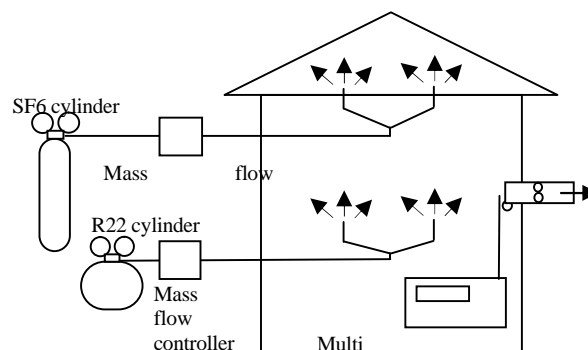 SF6 cylinder
Mass flow
R22 cylinder
Mass
flow
controller
Multi